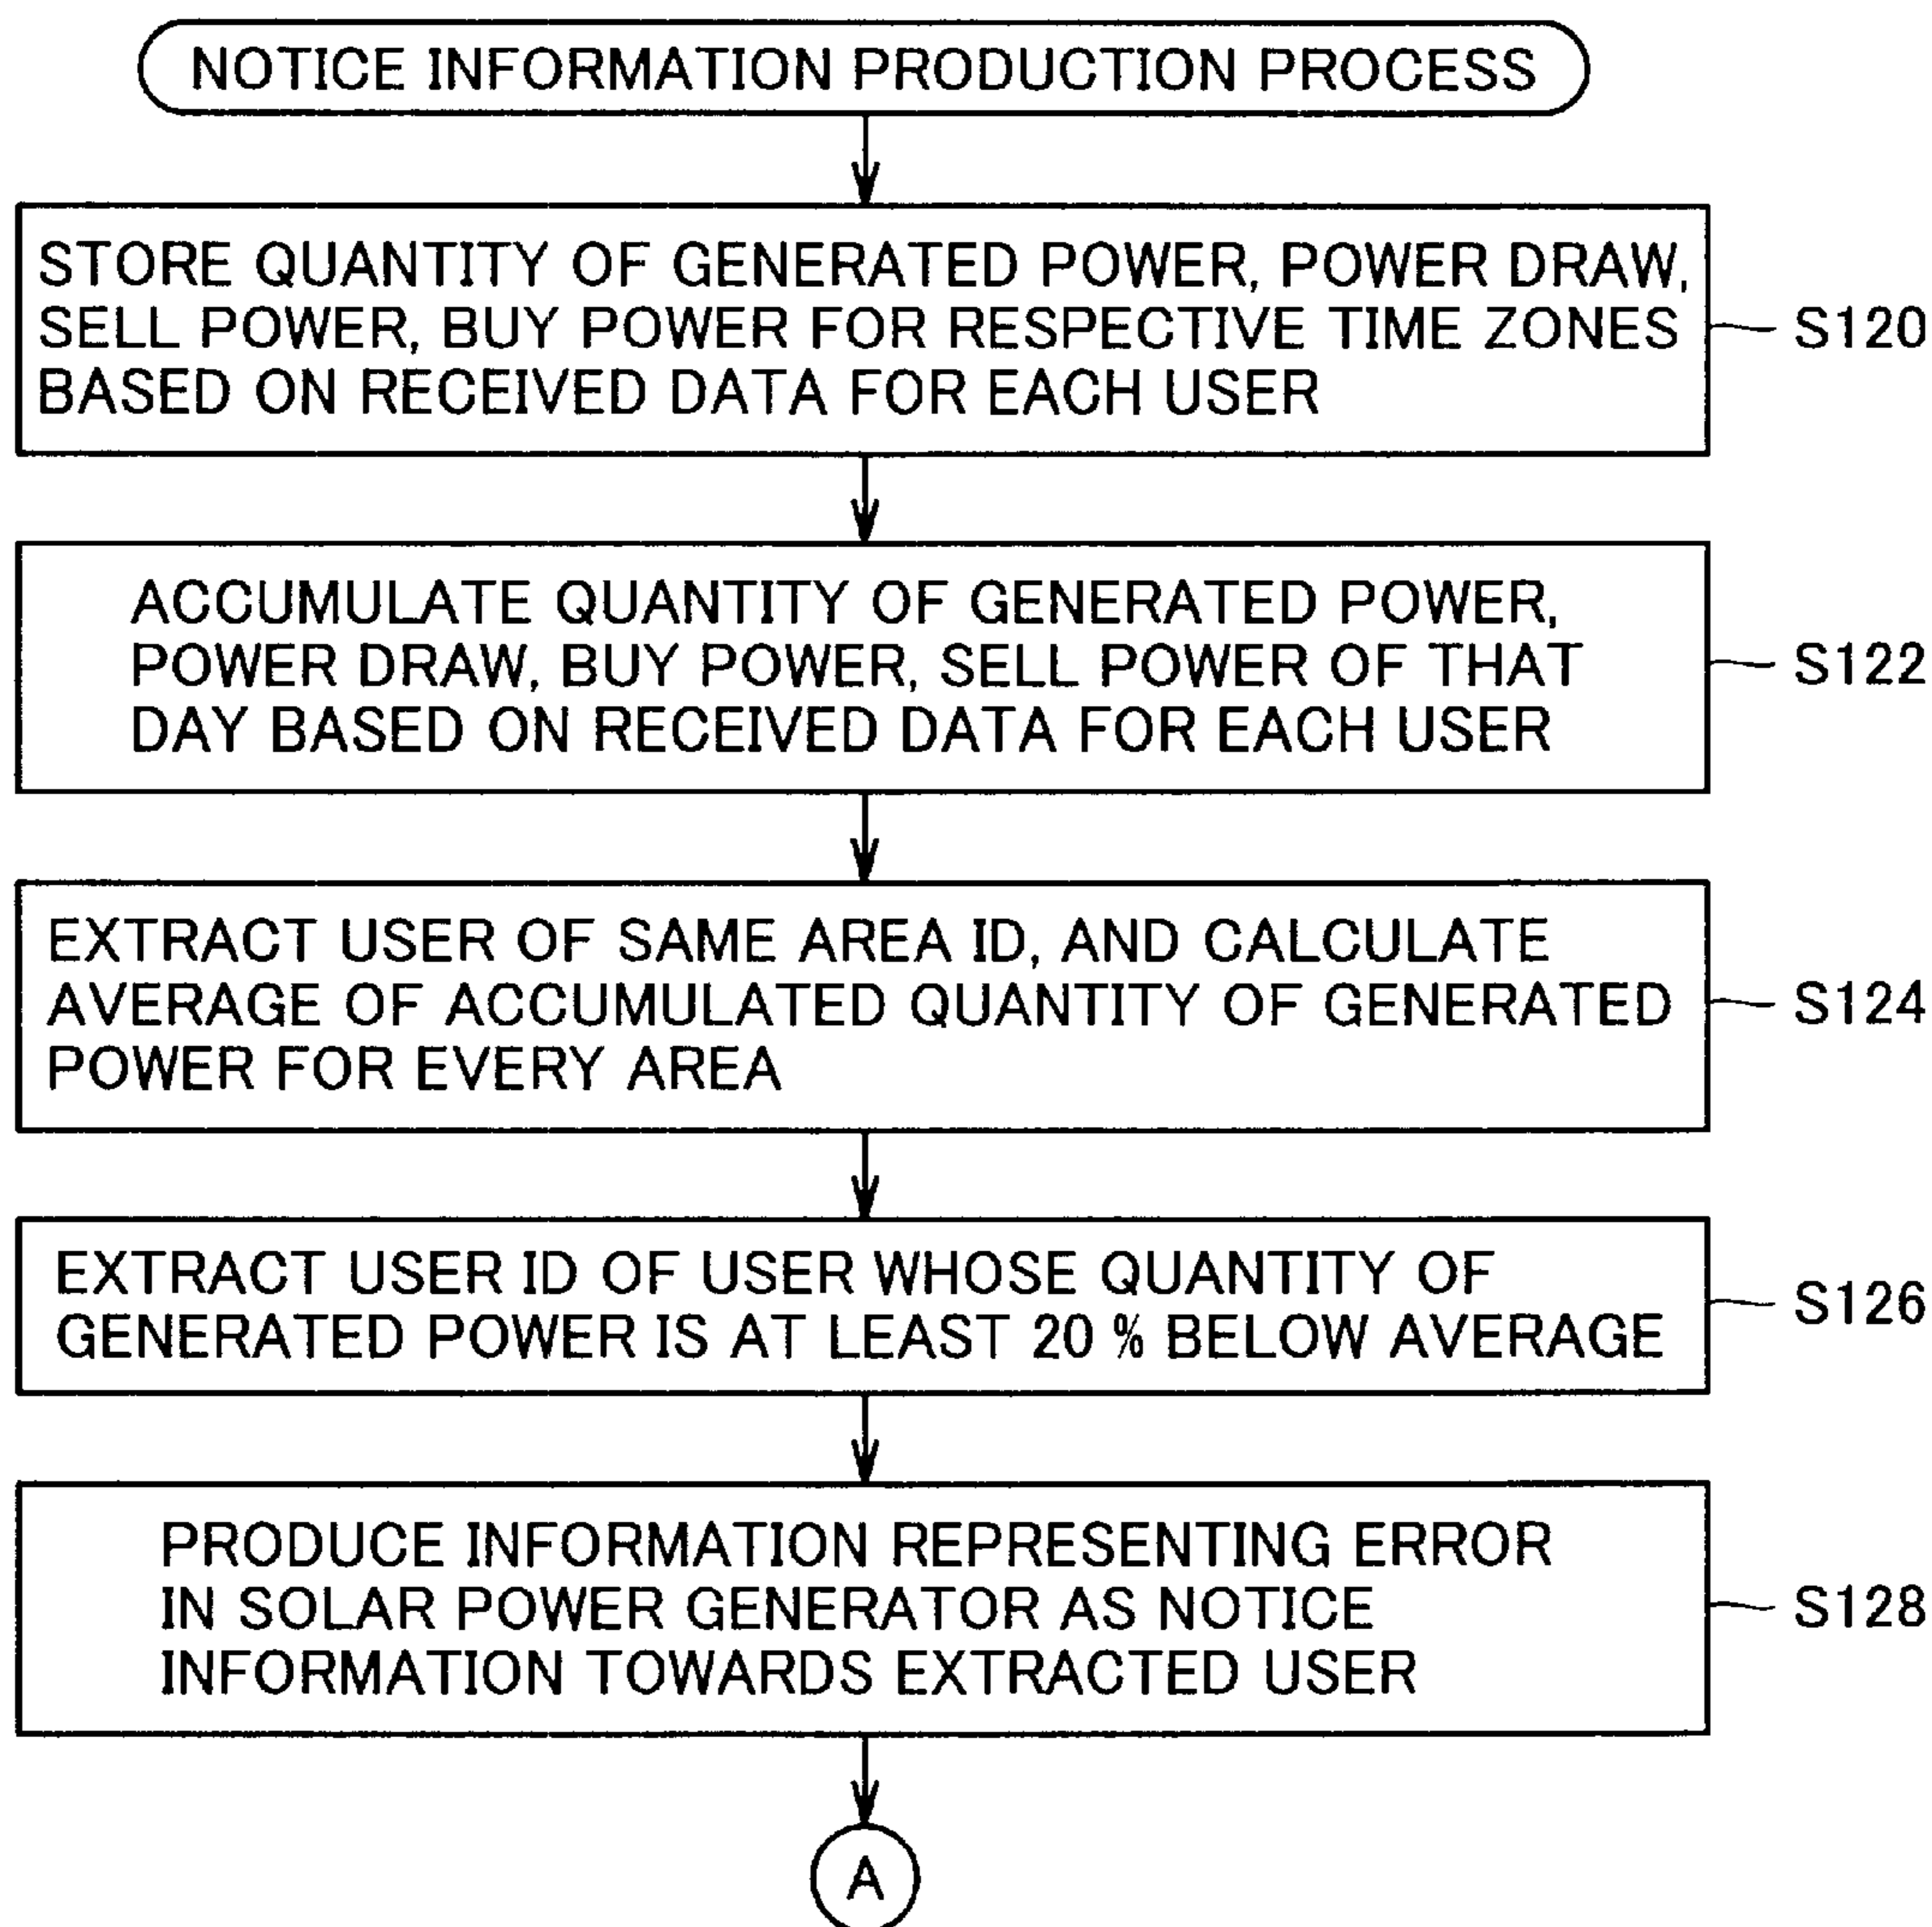 NOTICE INFORMATION PRODUCTION PROCESS
STORE QUANTITY OF GENERATED POWER, POWER DRAW,
SELL POWER, BUY POWER FOR RESPECTIVE TIME ZONES
BASED ON RECEIVED DATA FOR EACH USER
S120
ACCUMULATE QUANTITY OF GENERATED POWER,
POWER DRAW, BUY POWER, SELL POWER OF THAT
DAY BASED ON RECEIVED DATA FOR EACH USER
S122
EXTRACT USER OF SAME AREA ID, AND CALCULATE
AVERAGE OF ACCUMULATED QUANTITY OF GENERATED
POWER FOR EVERY AREA
S124
EXTRACT USER ID OF USER WHOSE QUANTITY OF
GENERATED POWER IS AT LEAST 20 % BELOW AVERAGE
S126
PRODUCE INFORMATION REPRESENTING ERROR
IN SOLAR POWER GENERATOR AS NOTICE
INFORMATION TOWARDS EXTRACTED USER
S128
A